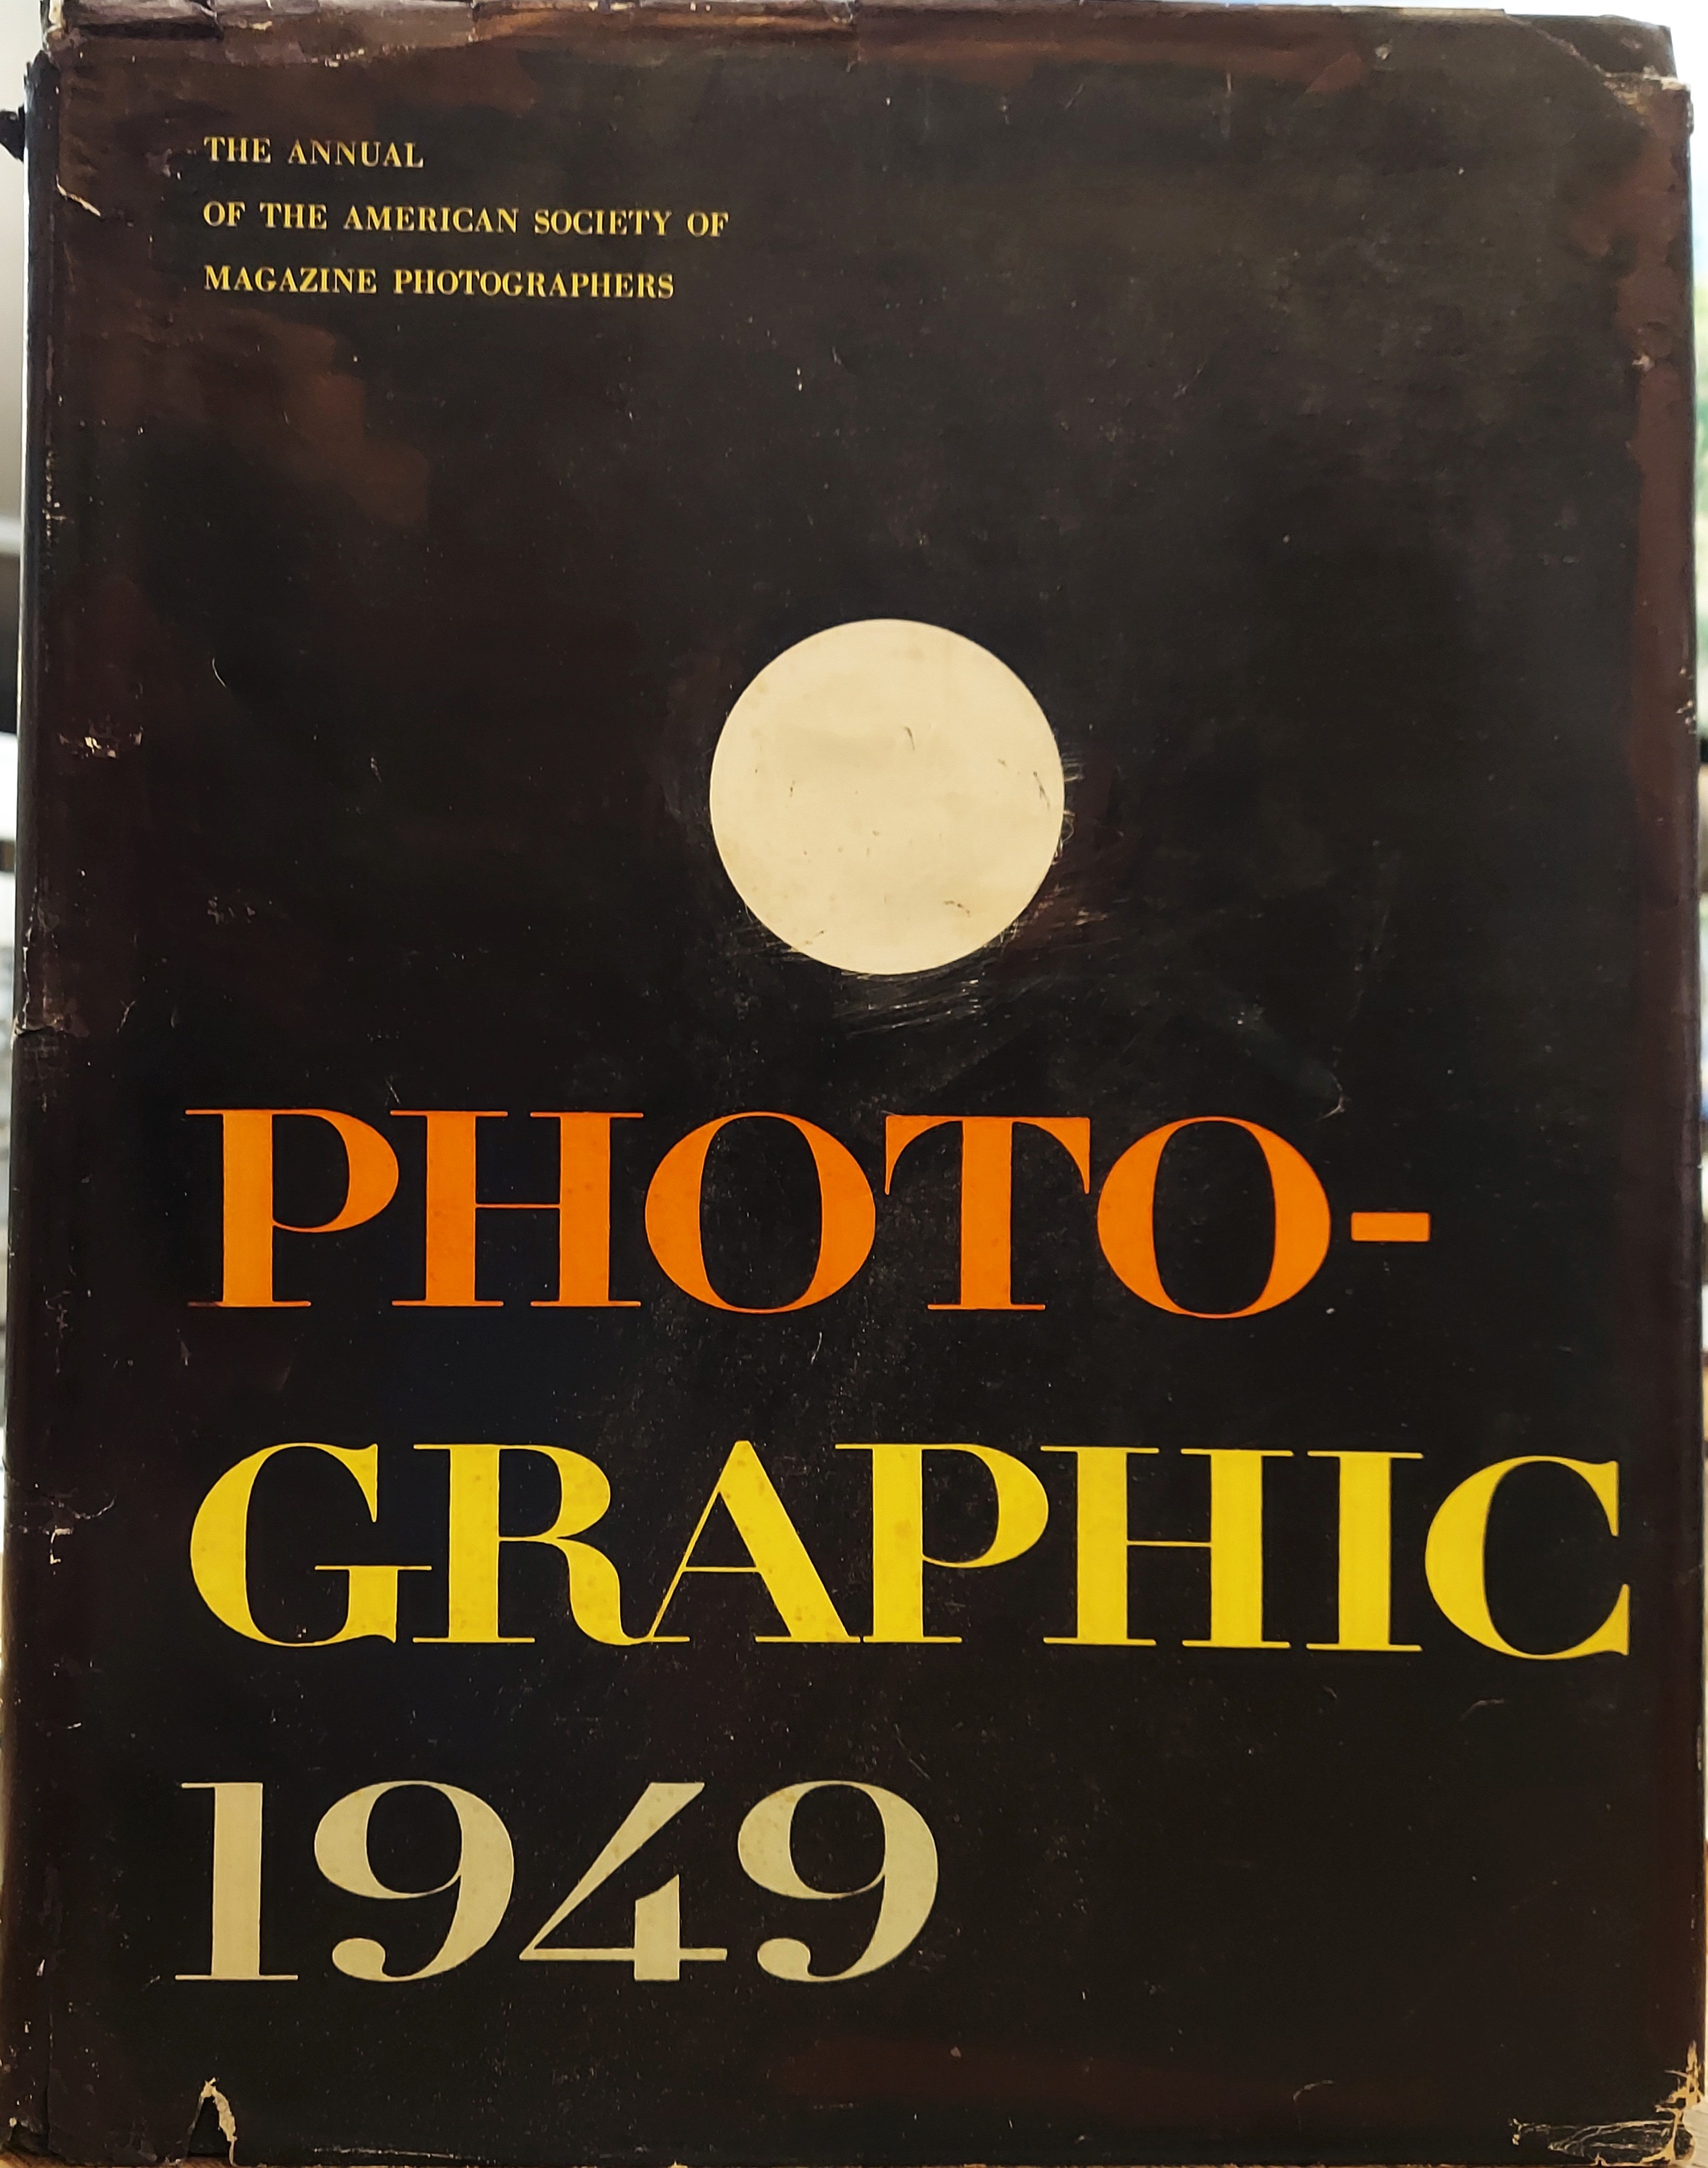 THE ANNUAL
OF THE AMERICAN SOCIETY OF
MAGAZINE PHOTOGRAPHERS
PHOTO-
GRAPHIC
1949